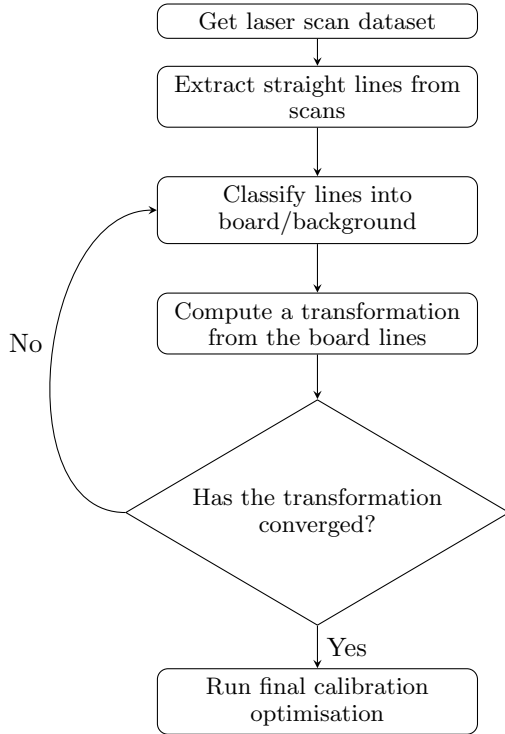 Get laser scan dataset
Extract straight lines from
scans
Classify lines into
board/background
Compute a transformation
from the board lines
No
Has the transformation
converged?
Yes
Run final calibration
optimisation